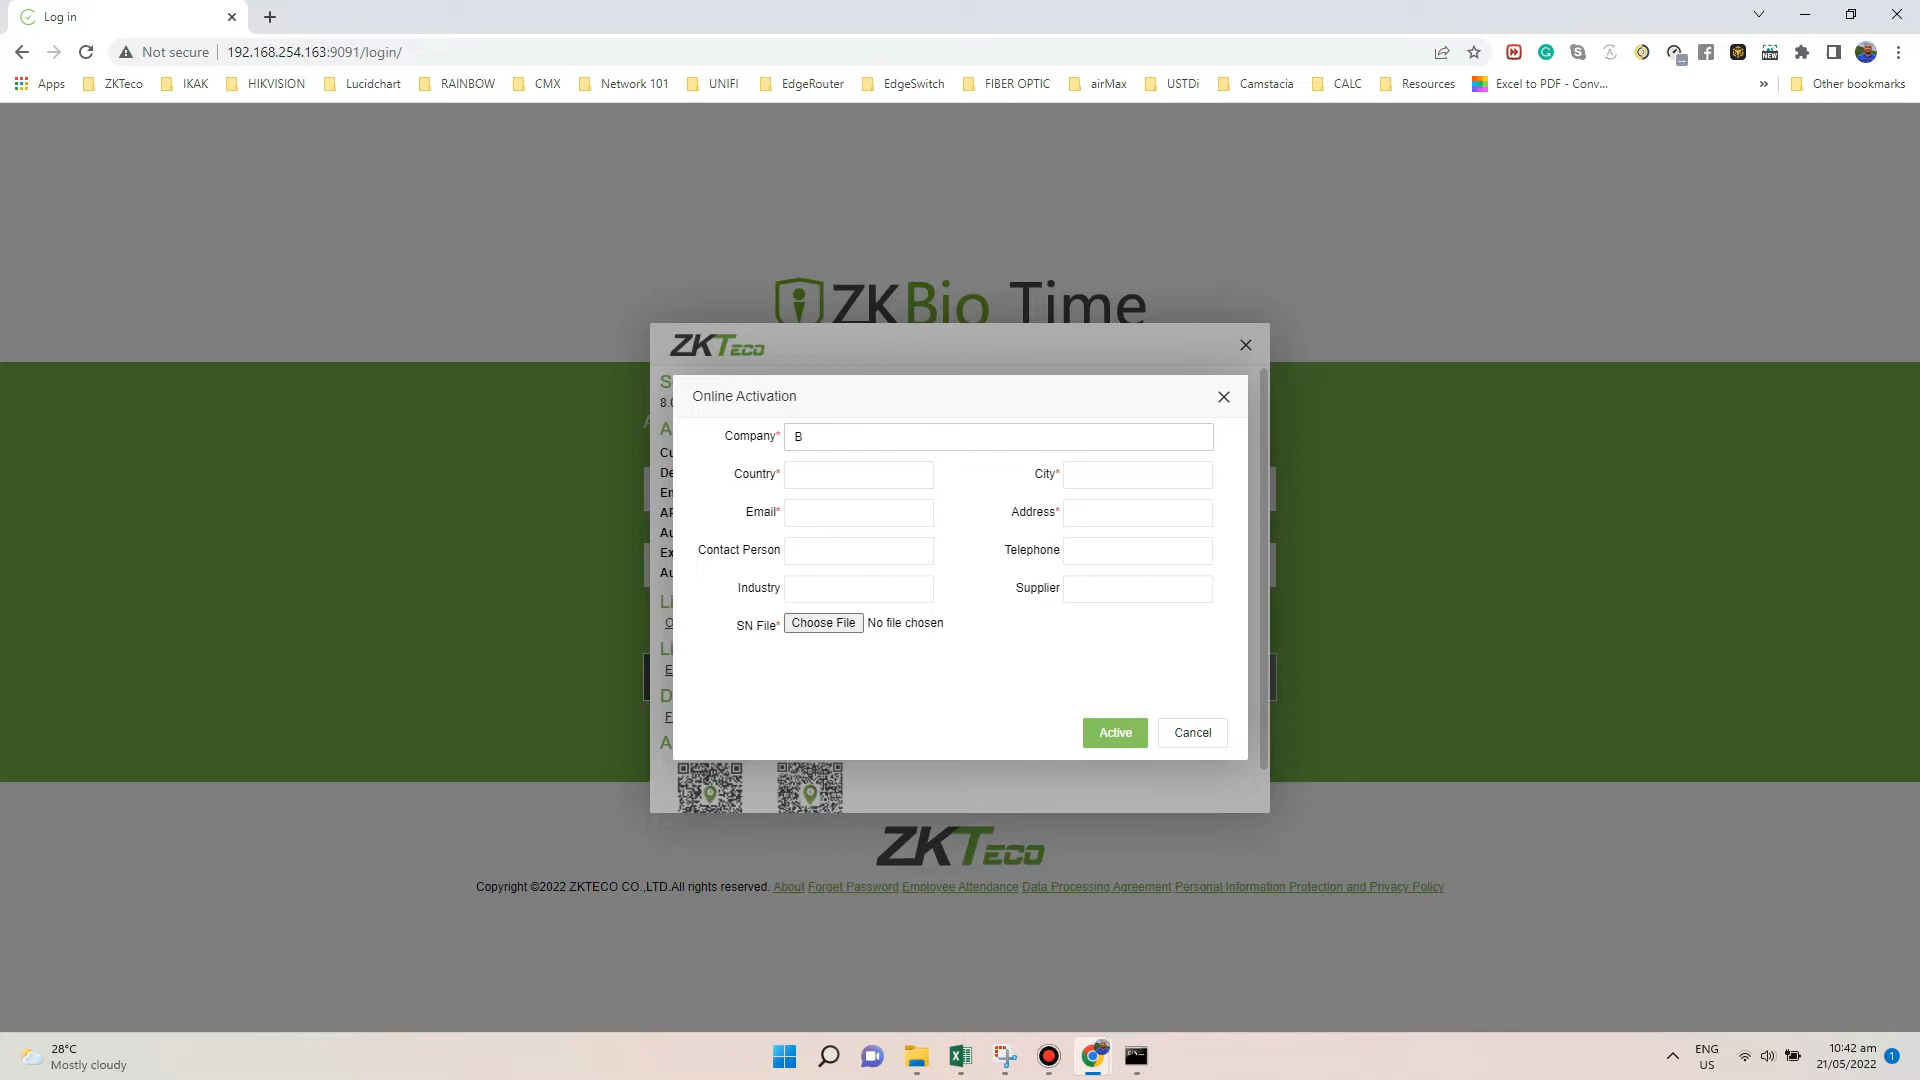 Log in
Not secure
192.168.254.163:9091/login/
Apps
ZKTeco
IKAK
HIKVISION
Lucidchart
RAINBOW
CMX
Network 101
UNIFI
EdgeRouter
EdgeSwitch
FIBER OPTIC
airMax
USTDi
Camstacia
CALC
Resources
Excel to PDF - Conv...
»
Other bookmarks
ZKBio Time
ZKTeco
Online Activation
Company*
B
Country*
City*
Email*
Address*
Contact Person
Telephone
Industry
Supplier
SN File*
Choose File
No file chosen
Active
Cancel
ZKTeco
Copyright ©2022 ZKTECO CO.,LTD.All rights reserved. About Forget Password Employee Attendance Data Processing Agreement Personal Information Protection and Privacy Policy
28°C
Mostly cloudy
ENG
US
10:42 am
21/05/2022
1